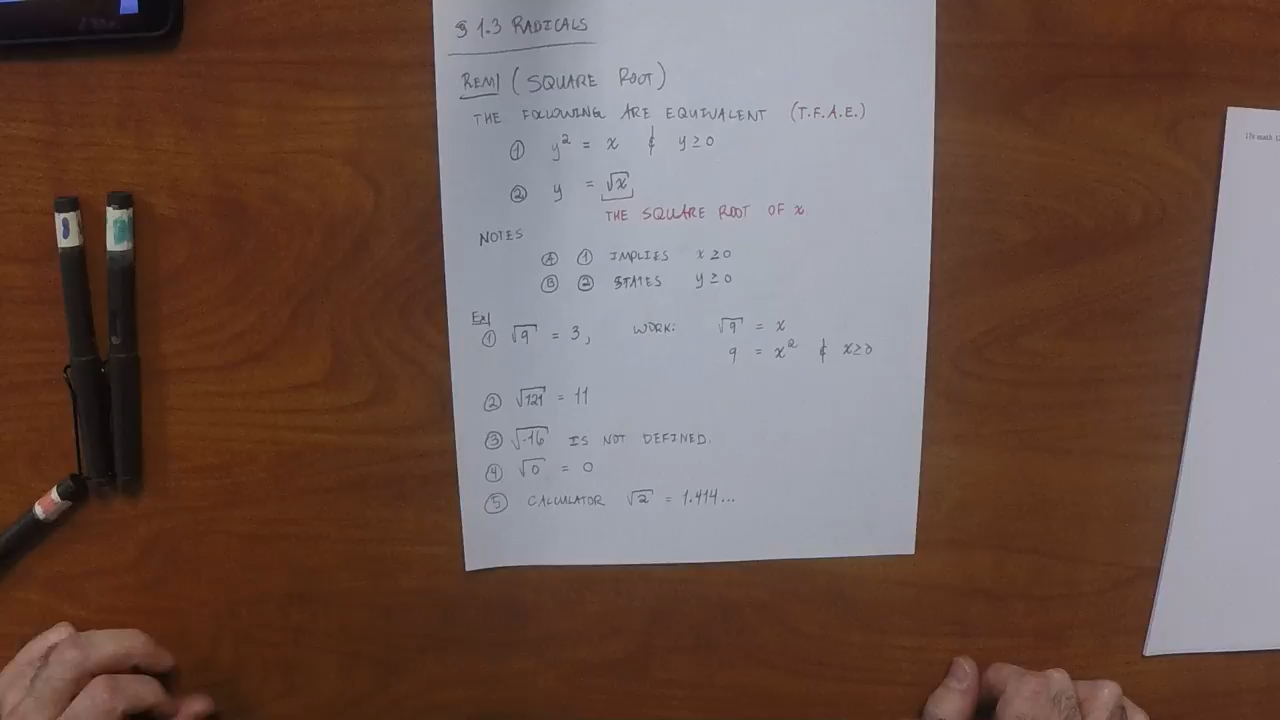 § 1.3 RADICALS
REM/ (SQUARE ROOT)
THE FOLLOWING ARE EQUIVALENT (T.F.A.E.)
① y² = x & y ≥ 0
② y = √x
THE SQUARE ROOT OF x
NOTES
Ⓐ ① IMPLIES x ≥ 0
Ⓑ ② STATES y ≥ 0
Ex/
① √9 = 3, WORK: √9 = x
9 = x² & x ≥ 0
② √121 = 11
③ √-16 IS NOT DEFINED.
④ √0 = 0
⑤ CALCULATOR √2 = 1.414...